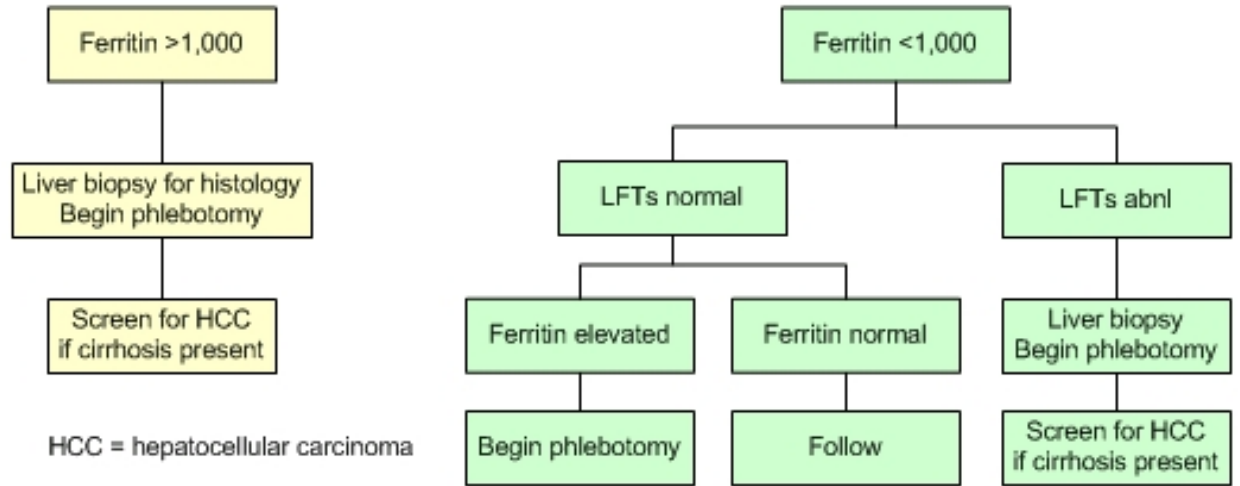 Ferritin >1,000
Liver biopsy for histology
Begin phlebotomy
Screen for HCC
if cirrhosis present
HCC = hepatocellular carcinoma
Ferritin <1,000
LFTs normal
LFTs abnl
Ferritin elevated
Ferritin normal
Liver biopsy
Begin phlebotomy
Begin phlebotomy
Follow
Screen for HCC
if cirrhosis present